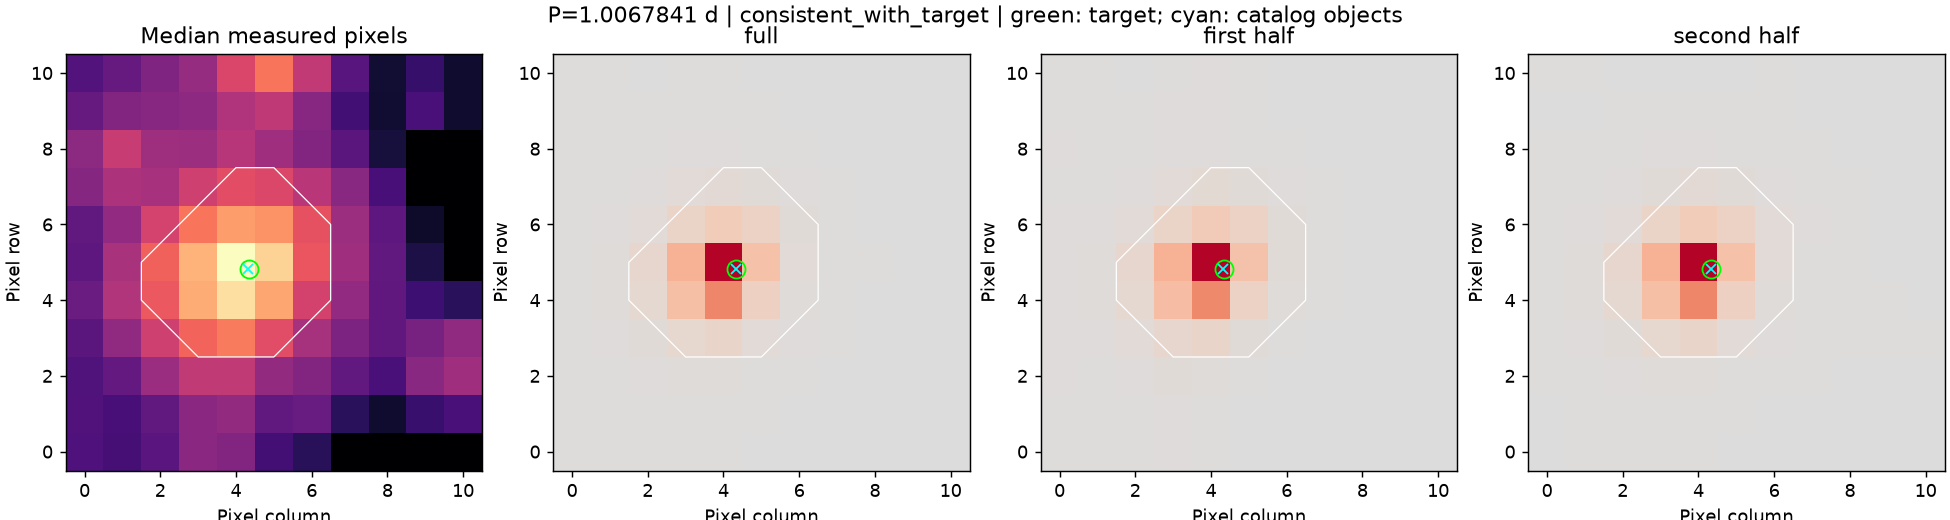 P=1.0067841 d | consistent_with_target | green: target; cyan: catalog objects
Median measured pixels
full
first half
second half
Pixel row
10
8
6
4
2
0
0 2 4 6 8 10
Pixel column
Pixel row
10
8
6
4
2
0
0 2 4 6 8 10
Pixel column
Pixel row
10
8
6
4
2
0
0 2 4 6 8 10
Pixel column
Pixel row
10
8
6
4
2
0
0 2 4 6 8 10
Pixel column